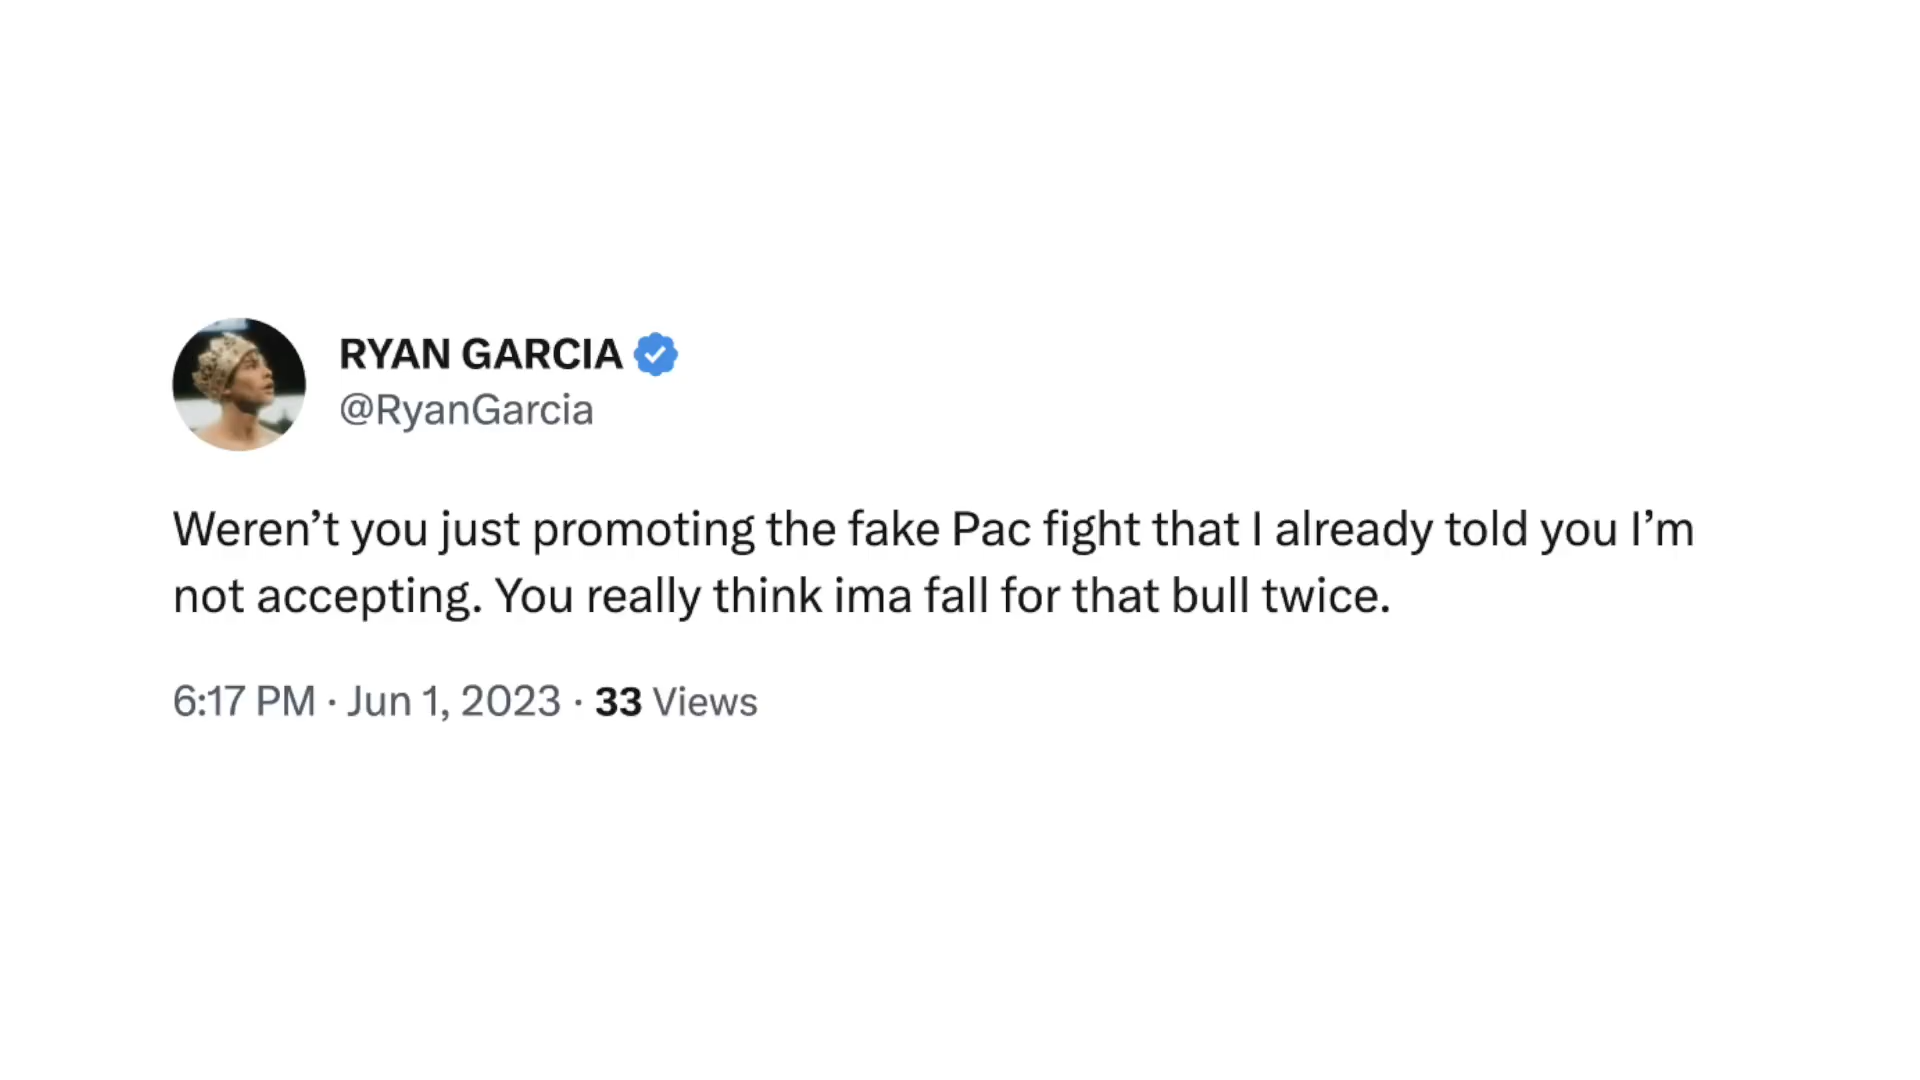 RYAN GARCIA
@RyanGarcia
Weren’t you just promoting the fake Pac fight that I already told you I’m
not accepting. You really think ima fall for that bull twice.
6:17 PM · Jun 1, 2023 · 33 Views